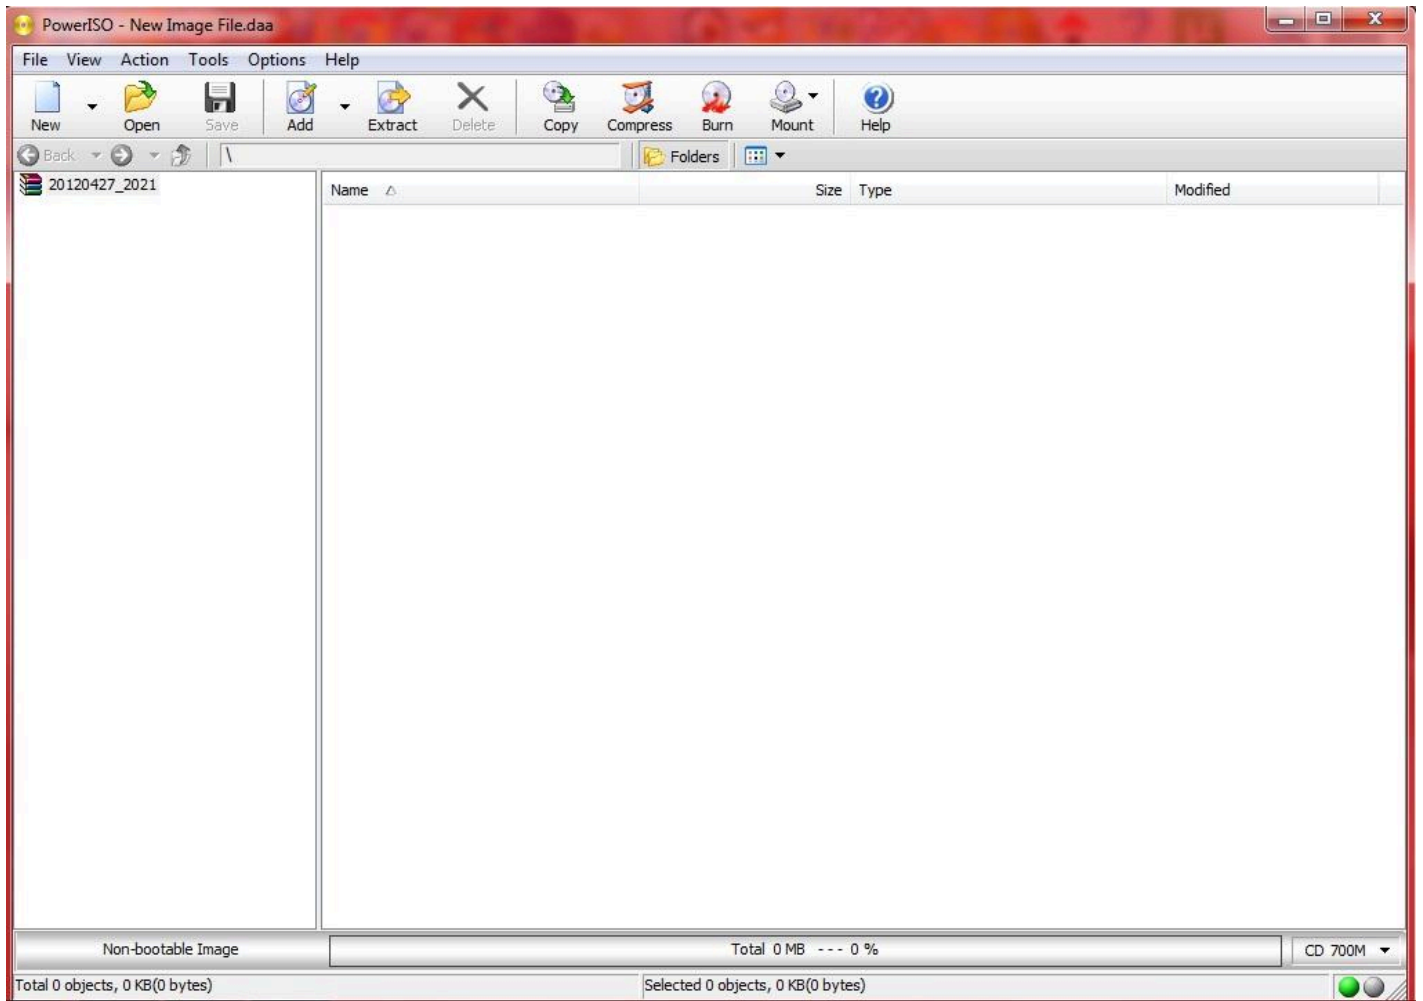 PowerISO - New Image File.daa
File View Action Tools Options Help
New Open Save Add Extract Delete Copy Compress Burn Mount Help
Back \ Folders
20120427_2021
Name Size Type Modified
Non-bootable Image Total 0 MB --- 0 % CD 700M
Total 0 objects, 0 KB(0 bytes) Selected 0 objects, 0 KB(0 bytes)